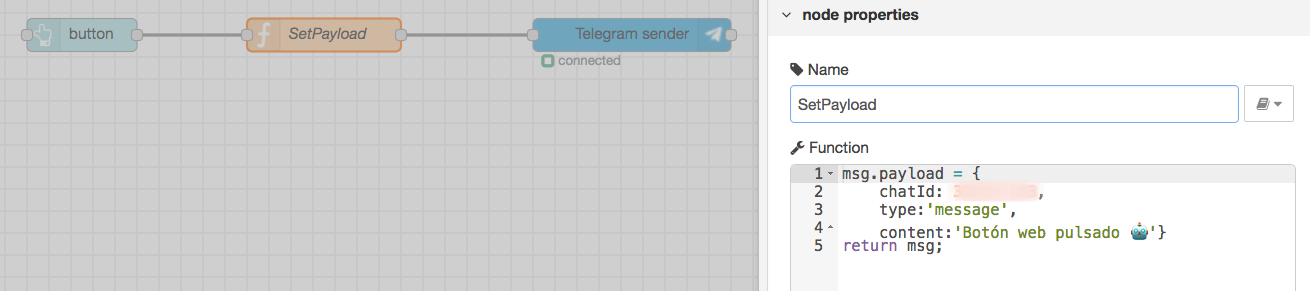 button
SetPayload
Telegram sender
connected
node properties
Name
SetPayload
Function
1 msg.payload = {
2 chatId: ,
3 type:'message',
4 content:'Botón web pulsado 🤖'}
5 return msg;